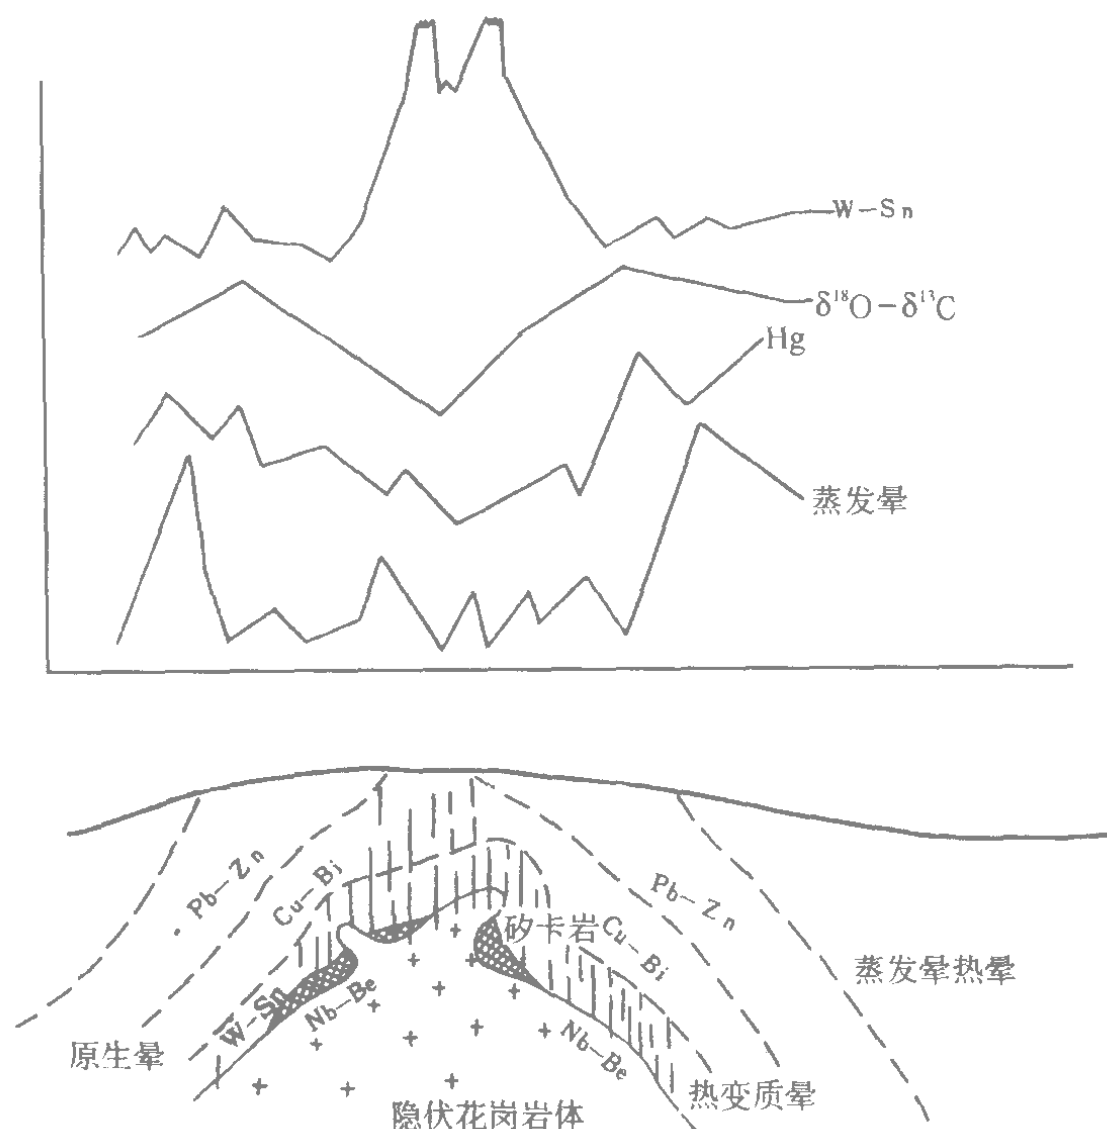 W-Sn
δ¹⁸O-δ¹³C
Hg
蒸发晕
Pb-Zn
Cu-Bi
Pb-Zn
矽卡岩
Cu-Bi
蒸发晕热晕
W-Sn
Nb-Be
Nb-Be
原生晕
热变质晕
隐伏花岗岩体